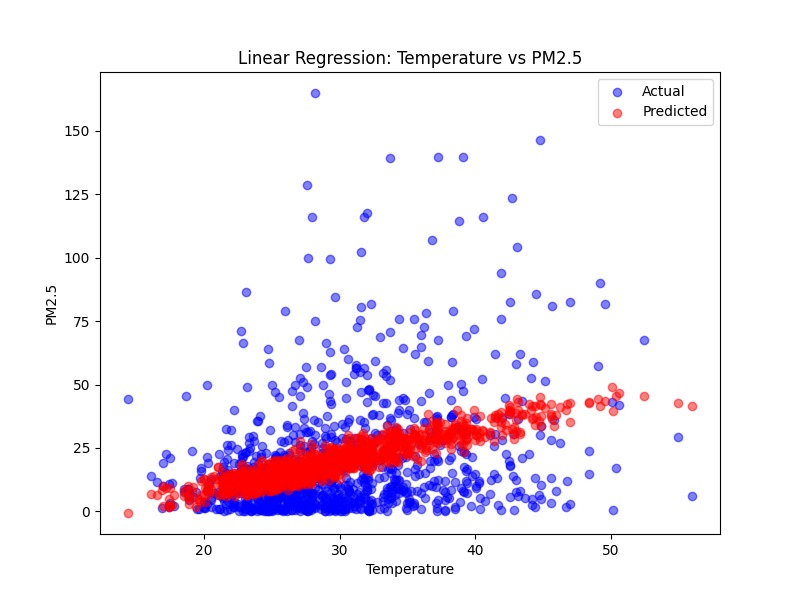 Linear Regression: Temperature vs PM2.5
Actual
Predicted
150
125
100
75
50
25
0
PM2.5
20 30 40 50
Temperature